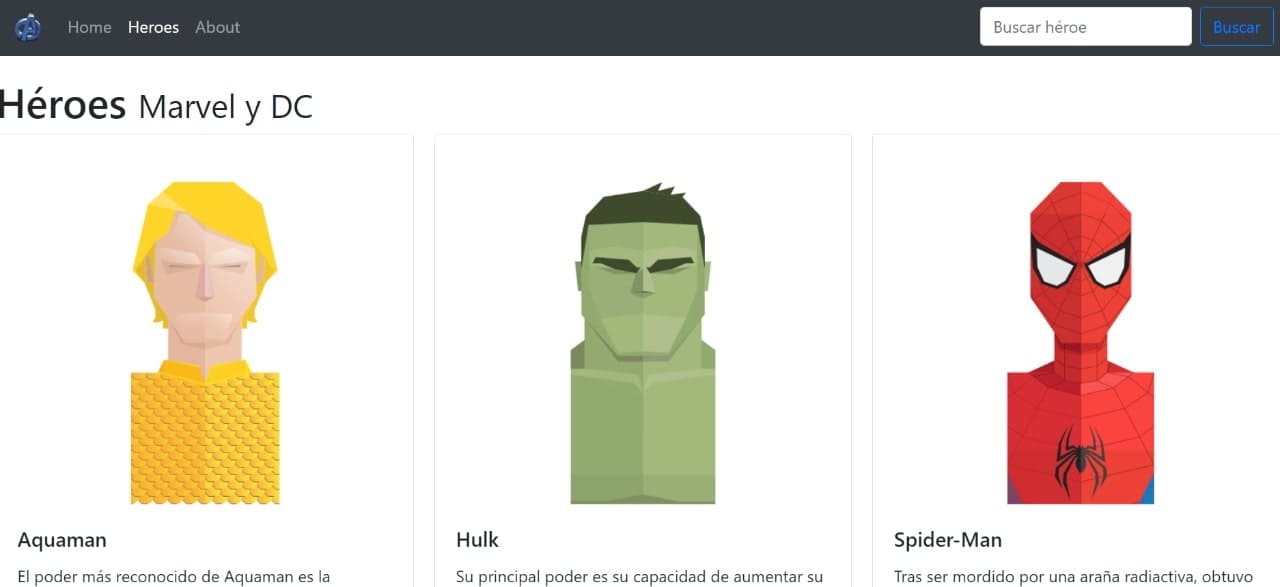 Home Heroes About Buscar héroe Buscar
Héroes Marvel y DC
Aquaman
El poder más reconocido de Aquaman es la
Hulk
Su principal poder es su capacidad de aumentar su
Spider-Man
Tras ser mordido por una araña radiactiva, obtuvo